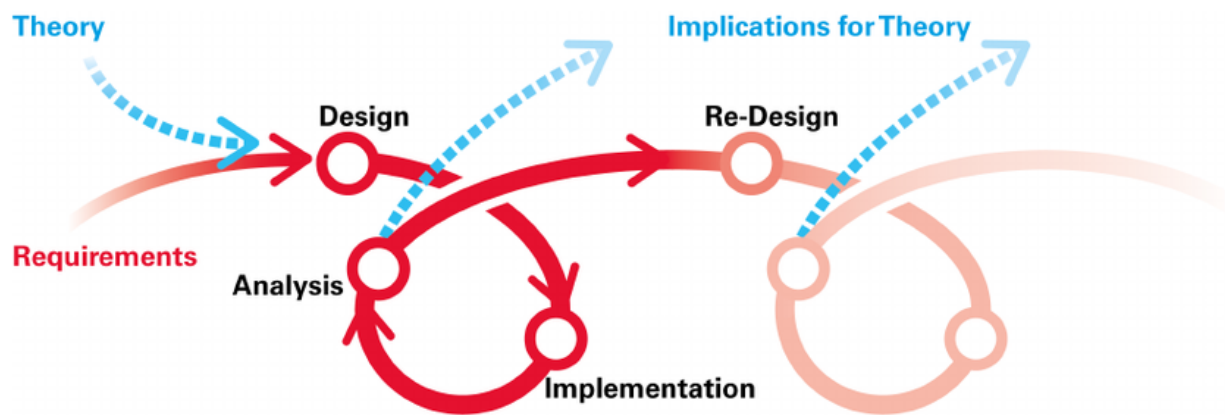 Theory
Implications for Theory
Design
Re-Design
Requirements
Analysis
Implementation